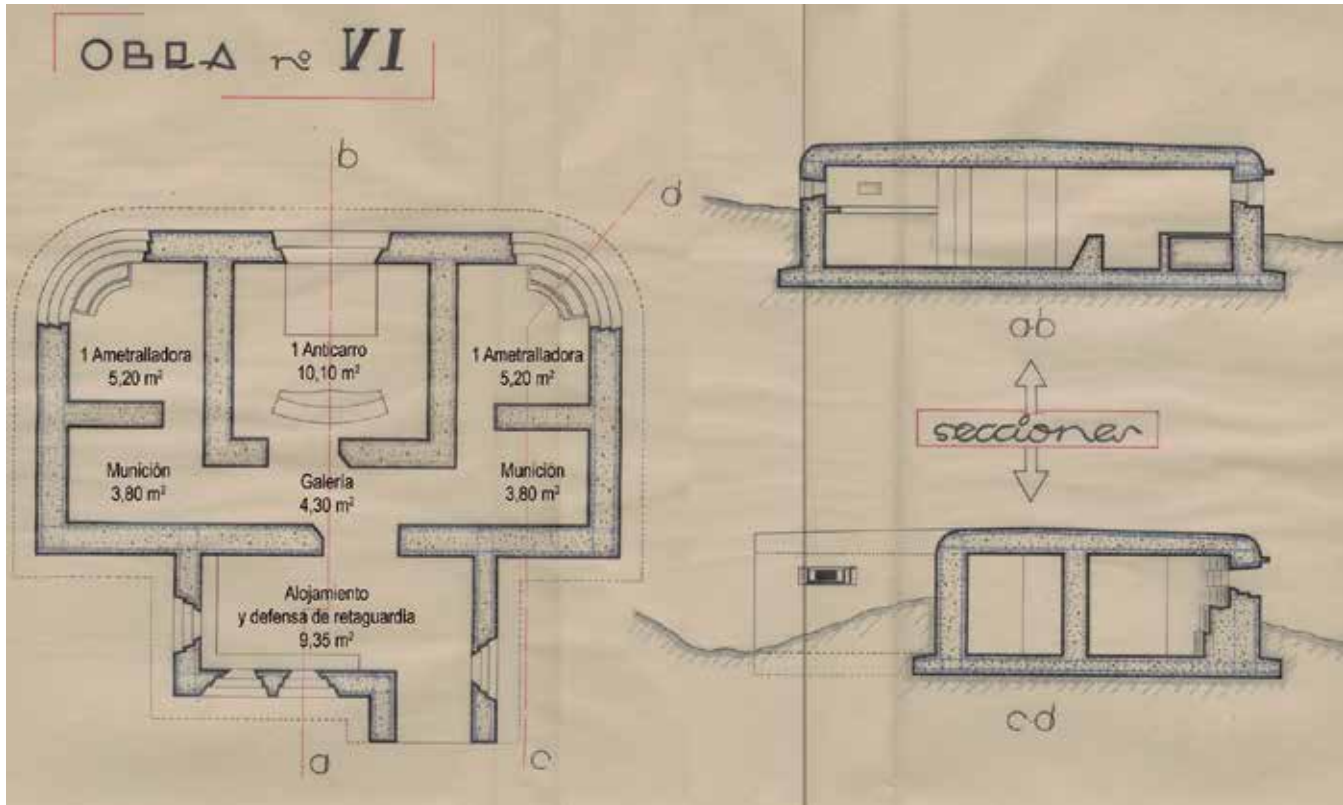 OBRA nº VI
b
d
1 Ametralladora
5,20 m²
1 Anticarro
10,10 m²
1 Ametralladora
5,20 m²
Munición
3,80 m²
Galería
4,30 m²
Munición
3,80 m²
Alojamiento
y defensa de retaguardia
9,35 m²
a
c
a·b
secciones
c·d